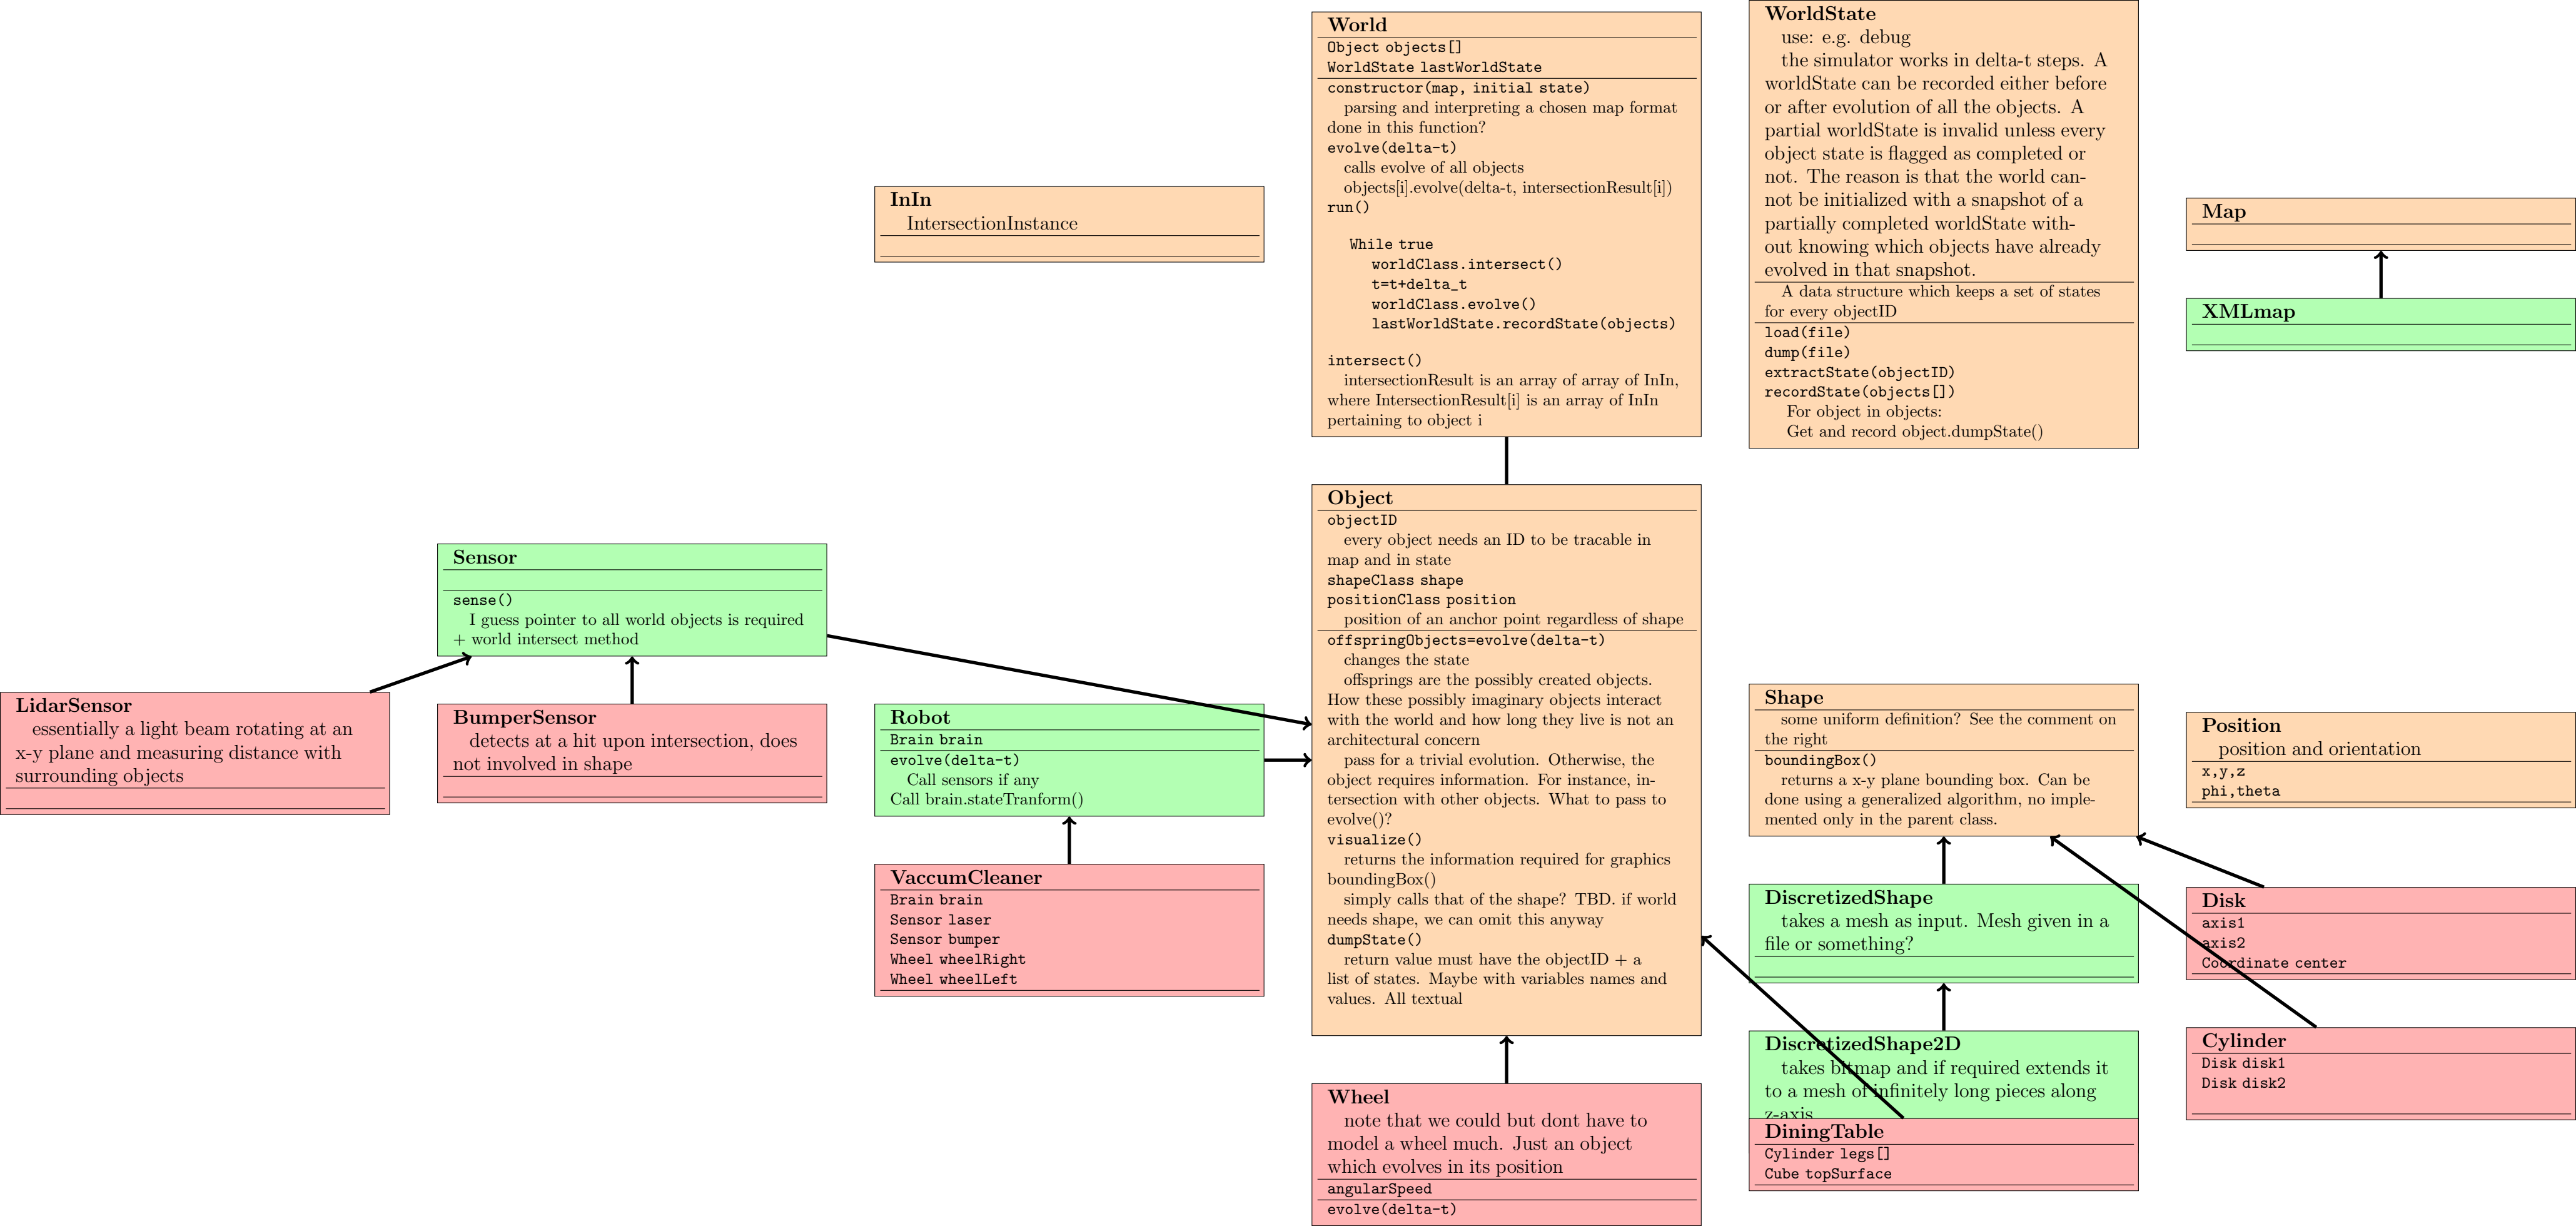 World
Object objects[]
WorldState lastWorldState
constructor(map, initial state)
parsing and interpreting a chosen map format
done in this function?
evolve(delta-t)
calls evolve of all objects
objects[i].evolve(delta-t, intersectionResult[i])
run()
While true
worldClass.intersect()
t=t+delta_t
worldClass.evolve()
lastWorldState.recordState(objects)
intersect()
intersectionResult is an array of array of InIn,
where IntersectionResult[i] is an array of InIn
pertaining to object i
WorldState
use: e.g. debug
the simulator works in delta-t steps. A
worldState can be recorded either before
or after evolution of all the objects. A
partial worldState is invalid unless every
object state is flagged as completed or
not. The reason is that the world can-
not be initialized with a snapshot of a
partially completed worldState with-
out knowing which objects have already
evolved in that snapshot.
A data structure which keeps a set of states
for every objectID
load(file)
dump(file)
extractState(objectID)
recordState(objects[])
For object in objects:
Get and record object.dumpState()
InIn
IntersectionInstance
Map
XMLmap
Object
objectID
every object needs an ID to be tracable in
map and in state
shapeClass shape
positionClass position
position of an anchor point regardless of shape
offspringObjects=evolve(delta-t)
changes the state
offsprings are the possibly created objects.
How these possibly imaginary objects interact
with the world and how long they live is not an
architectural concern
pass for a trivial evolution. Otherwise, the
object requires information. For instance, in-
tersection with other objects. What to pass to
evolve()?
visualize()
returns the information required for graphics
boundingBox()
simply calls that of the shape? TBD. if world
needs shape, we can omit this anyway
dumpState()
return value must have the objectID + a
list of states. Maybe with variables names and
values. All textual
Sensor
sense()
I guess pointer to all world objects is required
+ world intersect method
LidarSensor
essentially a light beam rotating at an
x-y plane and measuring distance with
surrounding objects
BumperSensor
detects at a hit upon intersection, does
not involved in shape
Robot
Brain brain
evolve(delta-t)
Call sensors if any
Call brain.stateTranform()
VaccumCleaner
Brain brain
Sensor laser
Sensor bumper
Wheel wheelRight
Wheel wheelLeft
Shape
some uniform definition? See the comment on
the right
boundingBox()
returns a x-y plane bounding box. Can be
done using a generalized algorithm, no imple-
mented only in the parent class.
Position
position and orientation
x,y,z
phi,theta
DiscretizedShape
takes a mesh as input. Mesh given in a
file or something?
Disk
axis1
axis2
Coordinate center
DiscretizedShape2D
takes bitmap and if required extends it
to a mesh of infinitely long pieces along
z-axis
Cylinder
Disk disk1
Disk disk2
Wheel
note that we could but dont have to
model a wheel much. Just an object
which evolves in its position
angularSpeed
evolve(delta-t)
DiningTable
Cylinder legs[]
Cube topSurface